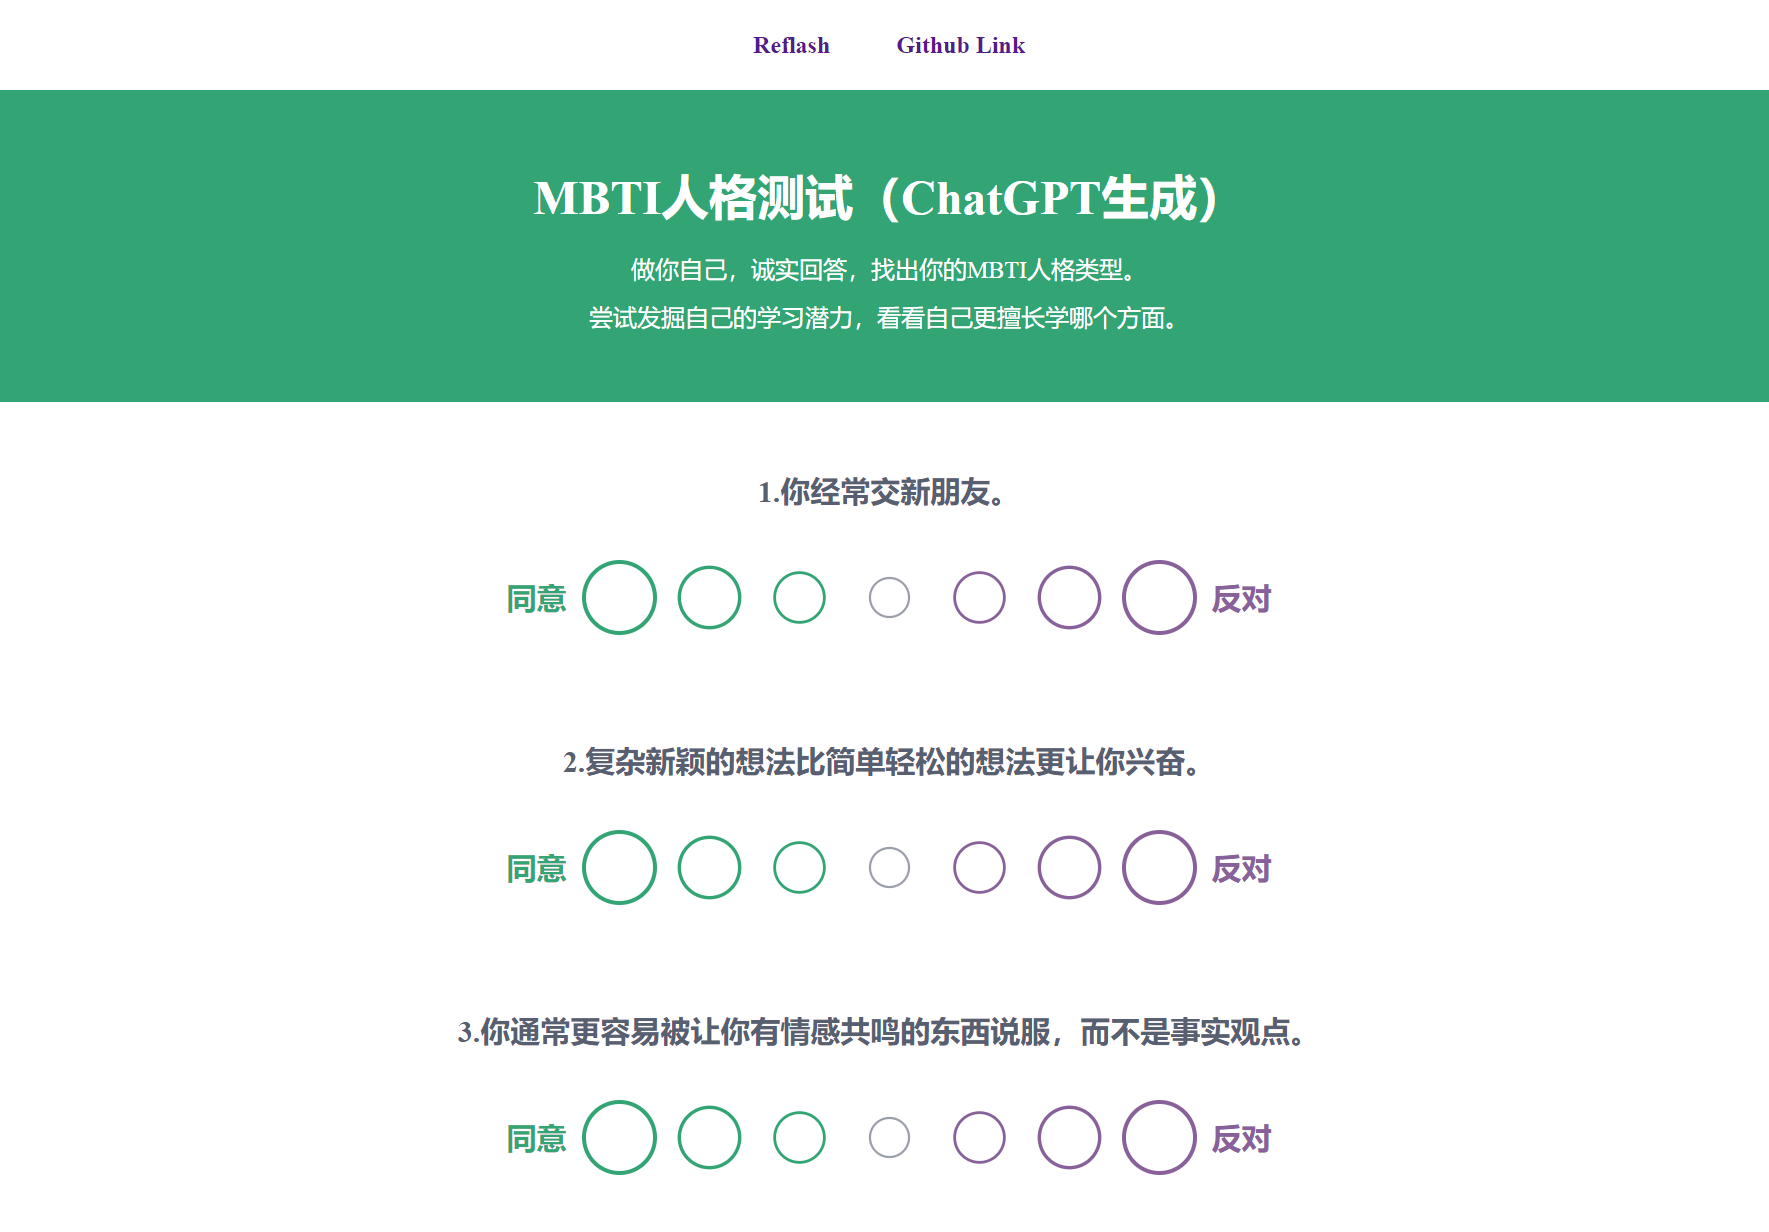 Reflash Github Link
MBTI人格测试（ChatGPT生成）
做你自己，诚实回答，找出你的MBTI人格类型。
尝试发掘自己的学习潜力，看看自己更擅长学哪个方面。
1.你经常交新朋友。
同意 反对
2.复杂新颖的想法比简单轻松的想法更让你兴奋。
同意 反对
3.你通常更容易被让你有情感共鸣的东西说服，而不是事实观点。
同意 反对